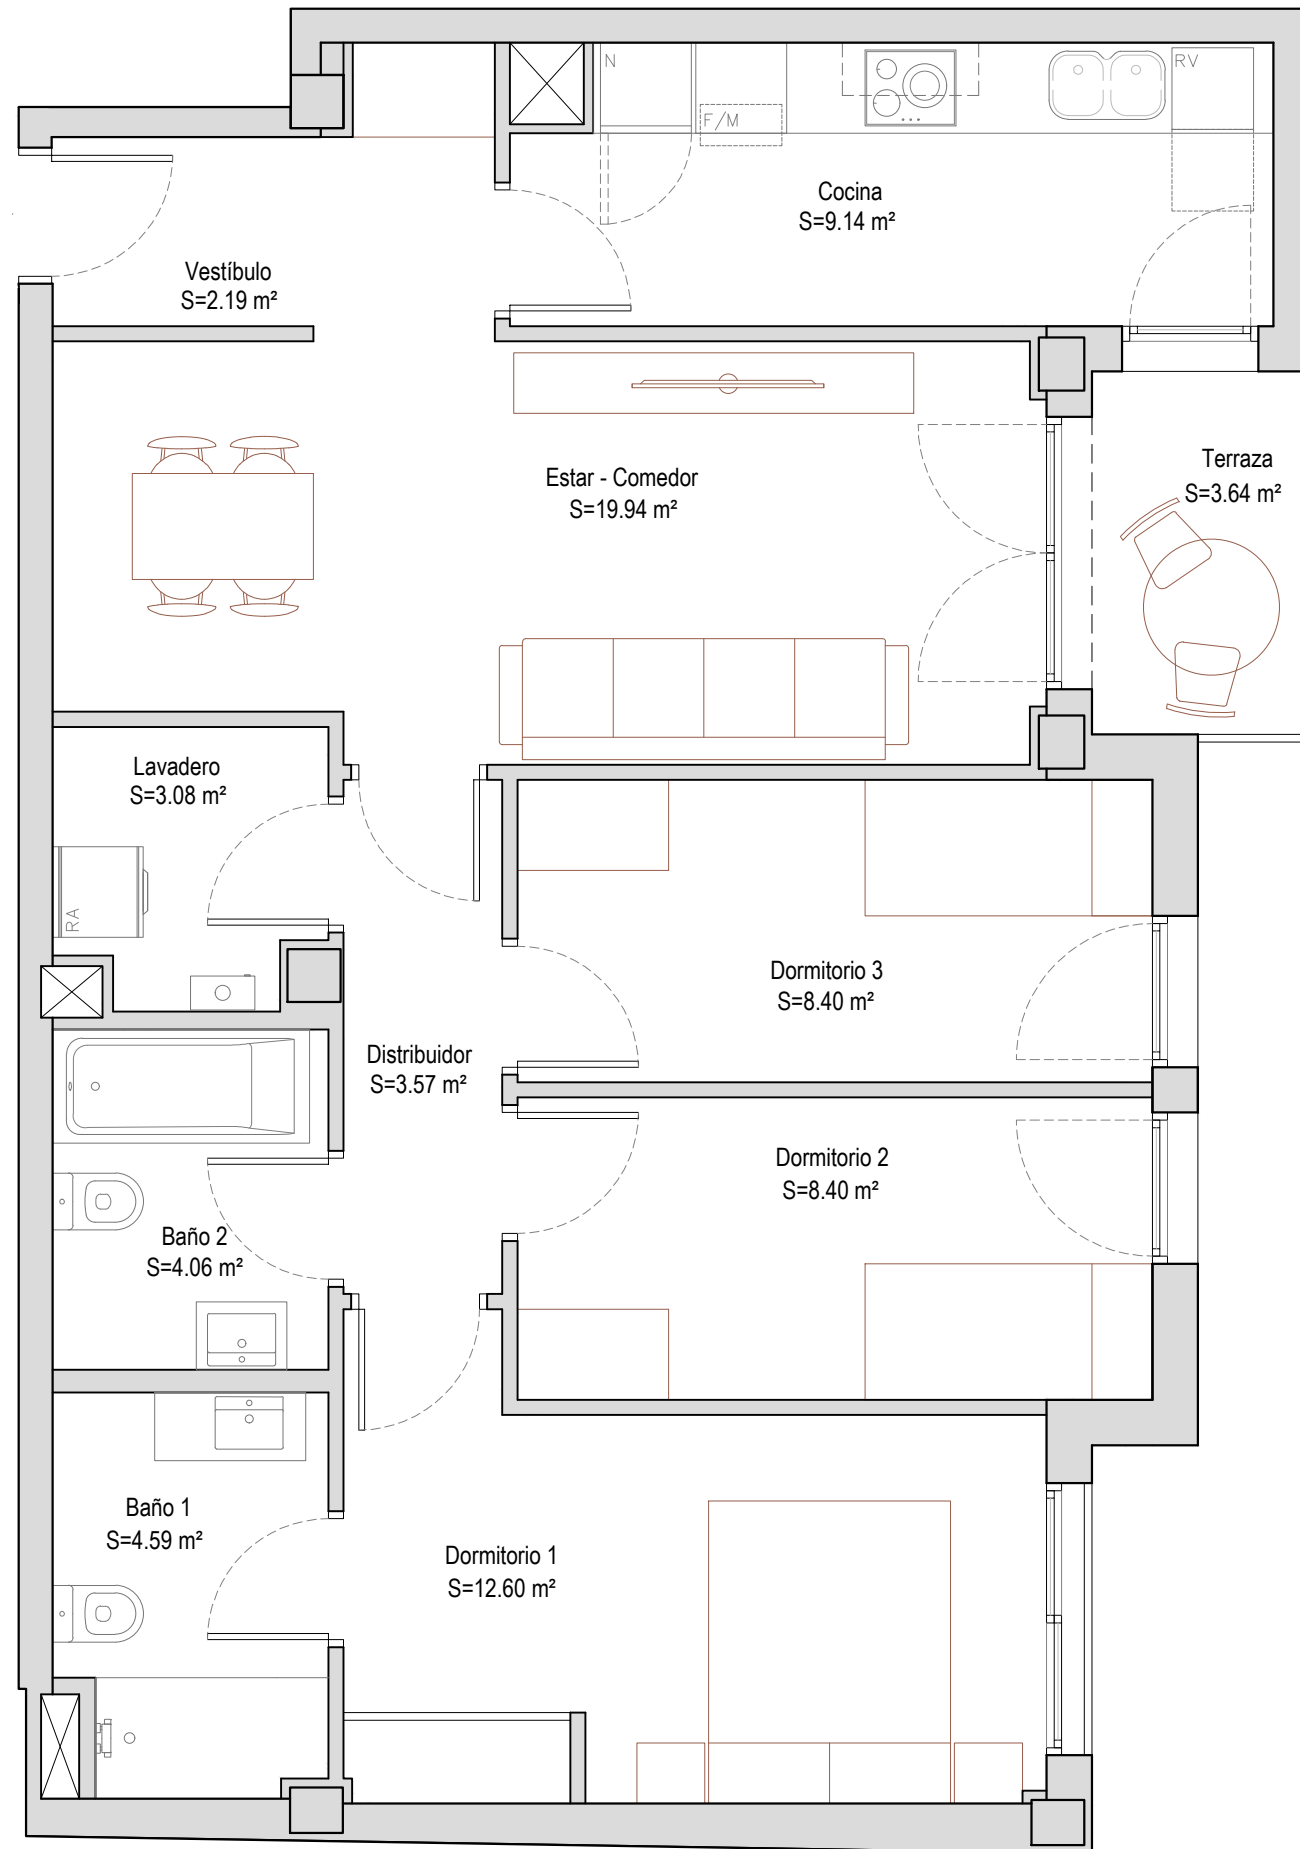 N
F/M
RV
Cocina
S=9.14 m²
Vestíbulo
S=2.19 m²
Estar - Comedor
S=19.94 m²
Terraza
S=3.64 m²
Lavadero
S=3.08 m²
RA
Dormitorio 3
S=8.40 m²
Distribuidor
S=3.57 m²
Dormitorio 2
S=8.40 m²
Baño 2
S=4.06 m²
Baño 1
S=4.59 m²
Dormitorio 1
S=12.60 m²